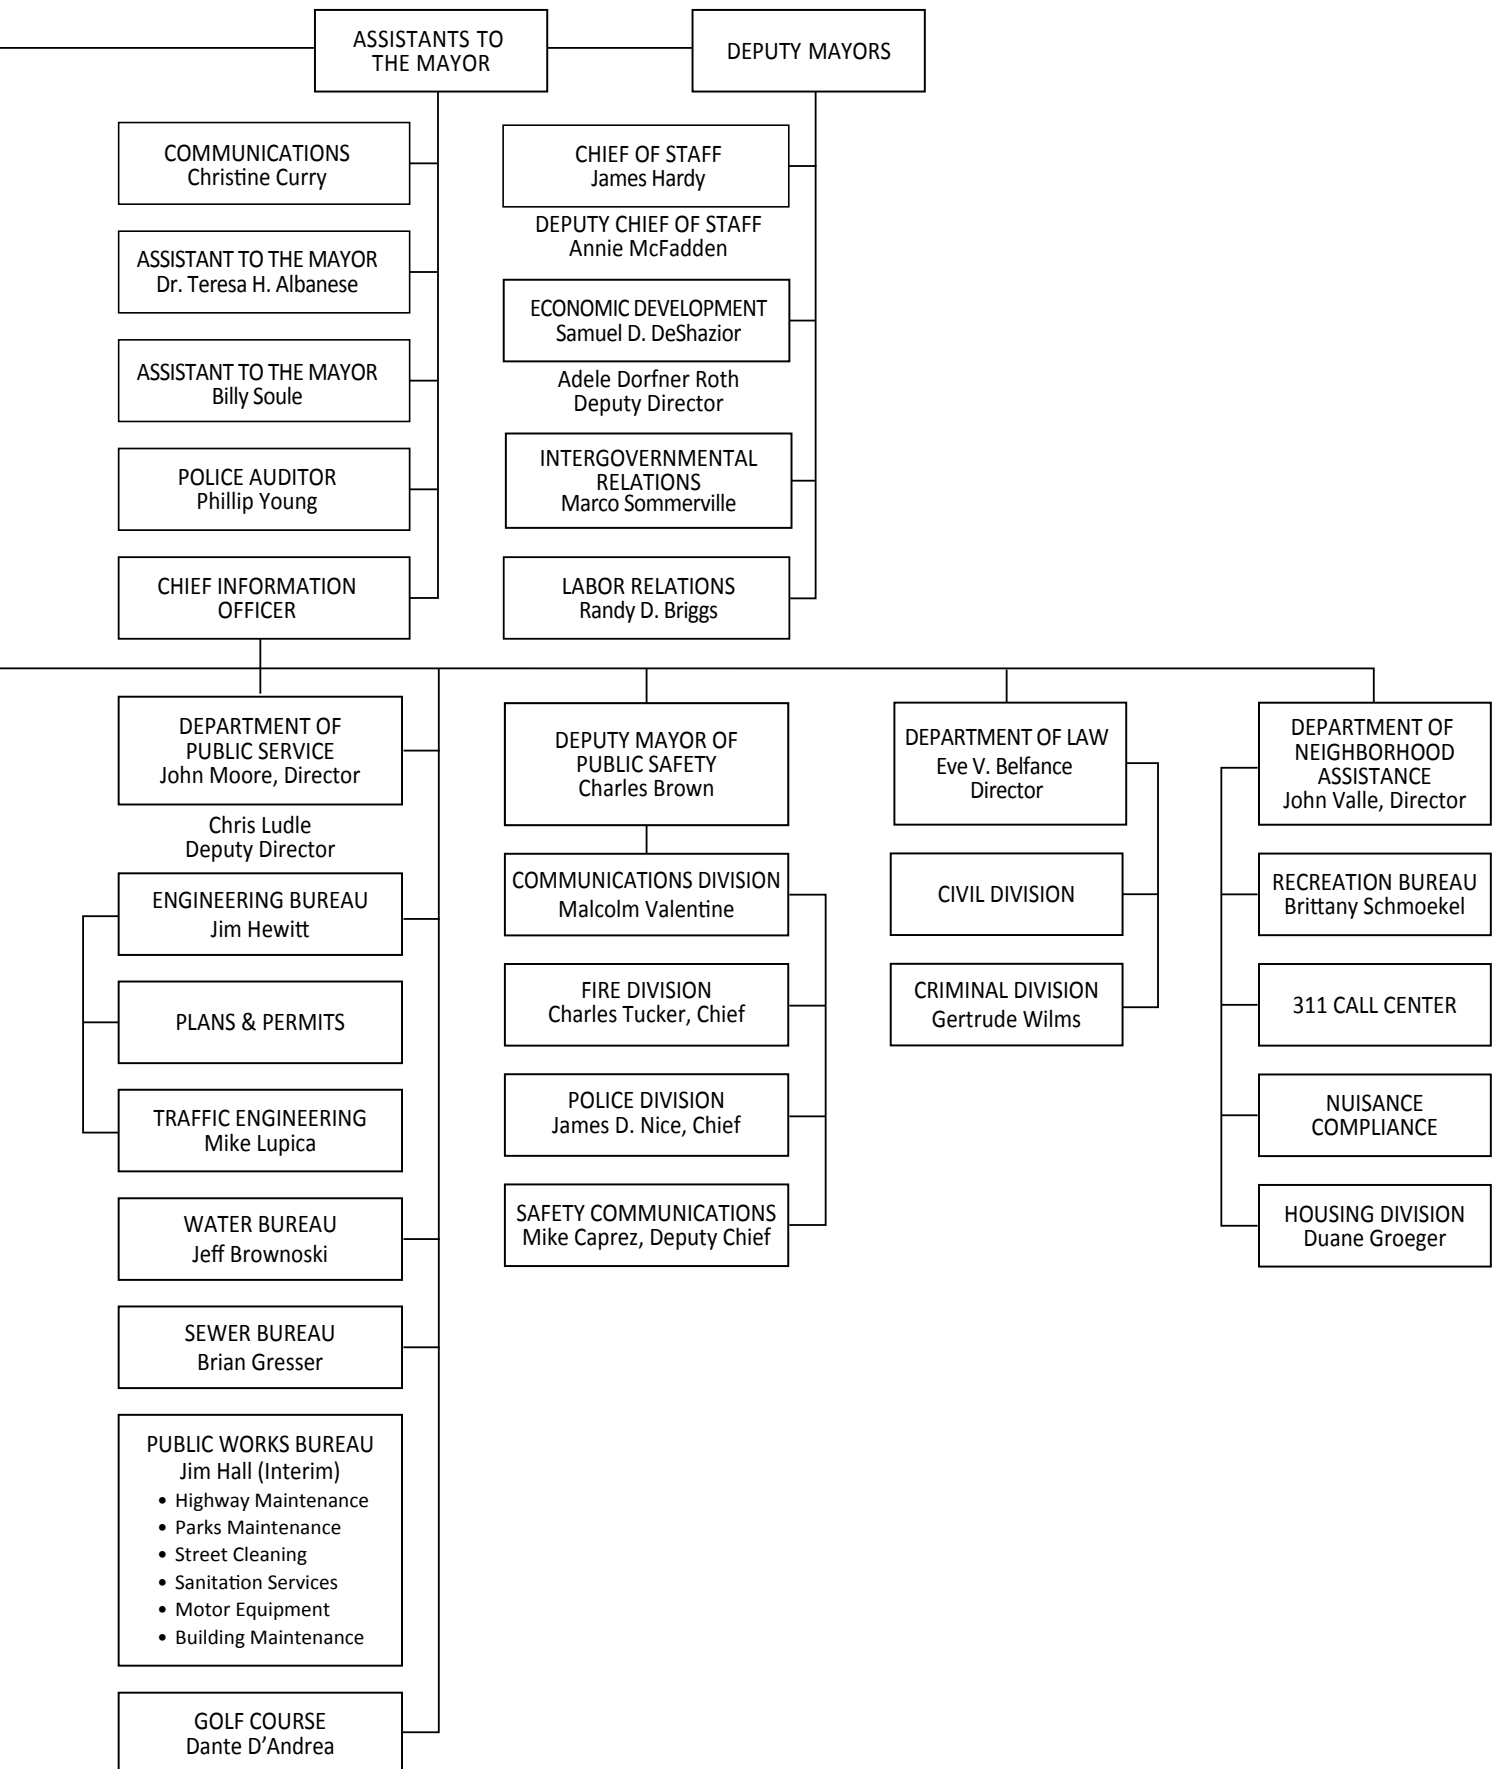 ASSISTANTS TO
THE MAYOR
DEPUTY MAYORS
COMMUNICATIONS
Christine Curry
ASSISTANT TO THE MAYOR
Dr. Teresa H. Albanese
ASSISTANT TO THE MAYOR
Billy Soule
POLICE AUDITOR
Phillip Young
CHIEF INFORMATION
OFFICER
CHIEF OF STAFF
James Hardy
DEPUTY CHIEF OF STAFF
Annie McFadden
ECONOMIC DEVELOPMENT
Samuel D. DeShazior
Adele Dorfner Roth
Deputy Director
INTERGOVERNMENTAL
RELATIONS
Marco Sommerville
LABOR RELATIONS
Randy D. Briggs
DEPARTMENT OF
PUBLIC SERVICE
John Moore, Director
Chris Ludle
Deputy Director
ENGINEERING BUREAU
Jim Hewitt
PLANS & PERMITS
TRAFFIC ENGINEERING
Mike Lupica
WATER BUREAU
Jeff Brownoski
SEWER BUREAU
Brian Gresser
PUBLIC WORKS BUREAU
Jim Hall (Interim)
• Highway Maintenance
• Parks Maintenance
• Street Cleaning
• Sanitation Services
• Motor Equipment
• Building Maintenance
GOLF COURSE
Dante D’Andrea
DEPUTY MAYOR OF
PUBLIC SAFETY
Charles Brown
COMMUNICATIONS DIVISION
Malcolm Valentine
FIRE DIVISION
Charles Tucker, Chief
POLICE DIVISION
James D. Nice, Chief
SAFETY COMMUNICATIONS
Mike Caprez, Deputy Chief
DEPARTMENT OF LAW
Eve V. Belfance
Director
CIVIL DIVISION
CRIMINAL DIVISION
Gertrude Wilms
DEPARTMENT OF
NEIGHBORHOOD
ASSISTANCE
John Valle, Director
RECREATION BUREAU
Brittany Schmoekel
311 CALL CENTER
NUISANCE
COMPLIANCE
HOUSING DIVISION
Duane Groeger